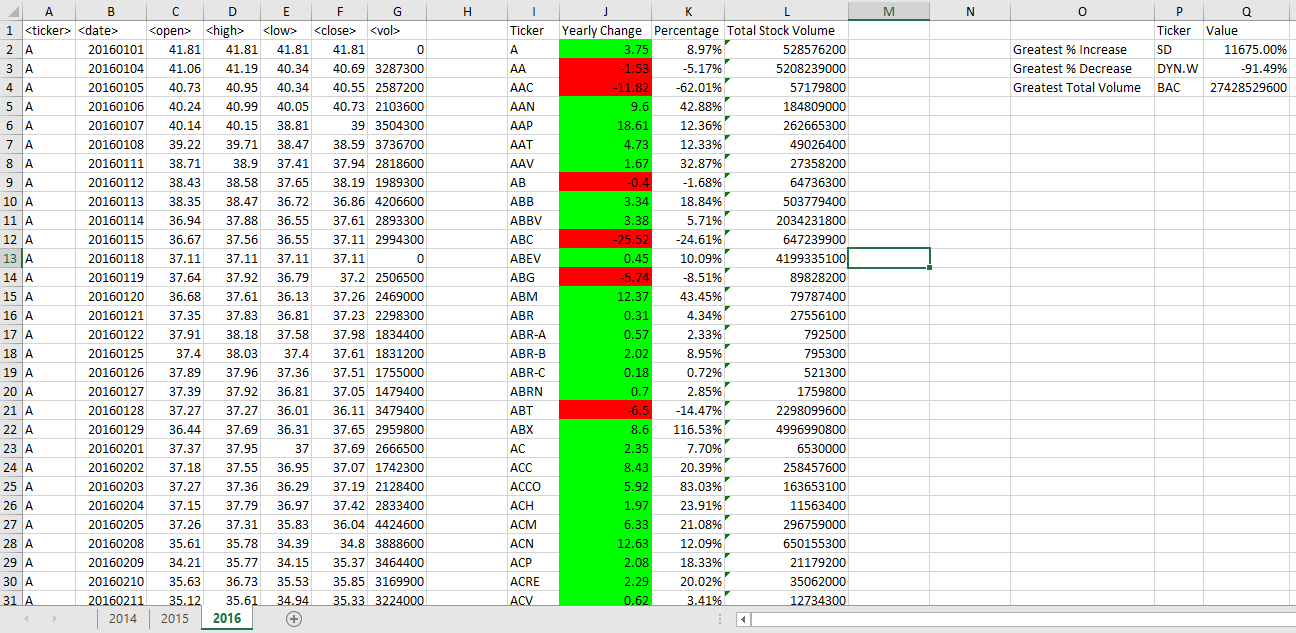 A B C D E F G H I J K L M N O P Q
1 <ticker> <date> <open> <high> <low> <close> <vol> Ticker Yearly Change Percentage Total Stock Volume Ticker Value
2 A 20160101 41.81 41.81 41.81 41.81 0 A 3.75 8.97% 528576200 Greatest % Increase SD 11675.00%
3 A 20160104 41.06 41.19 40.34 40.69 3287300 AA -1.53 -5.17% 5208239000 Greatest % Decrease DYN.W -91.49%
4 A 20160105 40.73 40.95 40.34 40.55 2587200 AAC -11.82 -62.01% 57179800 Greatest Total Volume BAC 27428529600
5 A 20160106 40.24 40.99 40.05 40.73 2103600 AAN 9.6 42.88% 184809000
6 A 20160107 40.14 40.15 38.81 39 3504300 AAP 18.61 12.36% 262665300
7 A 20160108 39.22 39.71 38.47 38.59 3736700 AAT 4.73 12.33% 49026400
8 A 20160111 38.71 38.9 37.41 37.94 2818600 AAV 1.67 32.87% 27358200
9 A 20160112 38.43 38.58 37.65 38.19 1989300 AB -0.4 -1.68% 64736300
10 A 20160113 38.35 38.47 36.72 36.86 4206600 ABB 3.34 18.84% 503779400
11 A 20160114 36.94 37.88 36.55 37.61 2893300 ABBV 3.38 5.71% 2034231800
12 A 20160115 36.67 37.56 36.55 37.11 2994300 ABC -25.52 -24.61% 647239900
13 A 20160118 37.11 37.11 37.11 37.11 0 ABEV 0.45 10.09% 4199335100
14 A 20160119 37.64 37.92 36.79 37.2 2506500 ABG -5.74 -8.51% 89828200
15 A 20160120 36.68 37.61 36.13 37.26 2469000 ABM 12.37 43.45% 79787400
16 A 20160121 37.35 37.83 36.81 37.23 2298300 ABR 0.31 4.34% 27556100
17 A 20160122 37.91 38.18 37.58 37.98 1834400 ABR-A 0.57 2.33% 792500
18 A 20160125 37.4 38.03 37.4 37.61 1831200 ABR-B 2.02 8.95% 795300
19 A 20160126 37.89 37.96 37.36 37.51 1755000 ABR-C 0.18 0.72% 521300
20 A 20160127 37.39 37.92 36.81 37.05 1479400 ABRN 0.7 2.85% 1759800
21 A 20160128 37.27 37.27 36.01 36.11 3479400 ABT -6.5 -14.47% 2298099600
22 A 20160129 36.44 37.69 36.31 37.65 2959800 ABX 8.6 116.53% 4996990800
23 A 20160201 37.37 37.95 37 37.69 2666500 AC 2.35 7.70% 6530000
24 A 20160202 37.18 37.55 36.95 37.07 1742300 ACC 8.43 20.39% 258457600
25 A 20160203 37.27 37.36 36.29 37.19 2128400 ACCO 5.92 83.03% 163653100
26 A 20160204 37.15 37.79 36.97 37.42 2833400 ACH 1.97 23.91% 11563400
27 A 20160205 37.26 37.31 35.83 36.04 4424600 ACM 6.33 21.08% 296759000
28 A 20160208 35.61 35.78 34.39 34.8 3888600 ACN 12.63 12.09% 650155300
29 A 20160209 34.21 35.77 34.15 35.37 3464400 ACP 2.08 18.33% 21179200
30 A 20160210 35.63 36.73 35.53 35.85 3169900 ACRE 2.29 20.02% 35062000
31 A 20160211 35.12 35.61 34.94 35.33 3224000 ACV 0.62 3.41% 12734300
2014 2015 2016